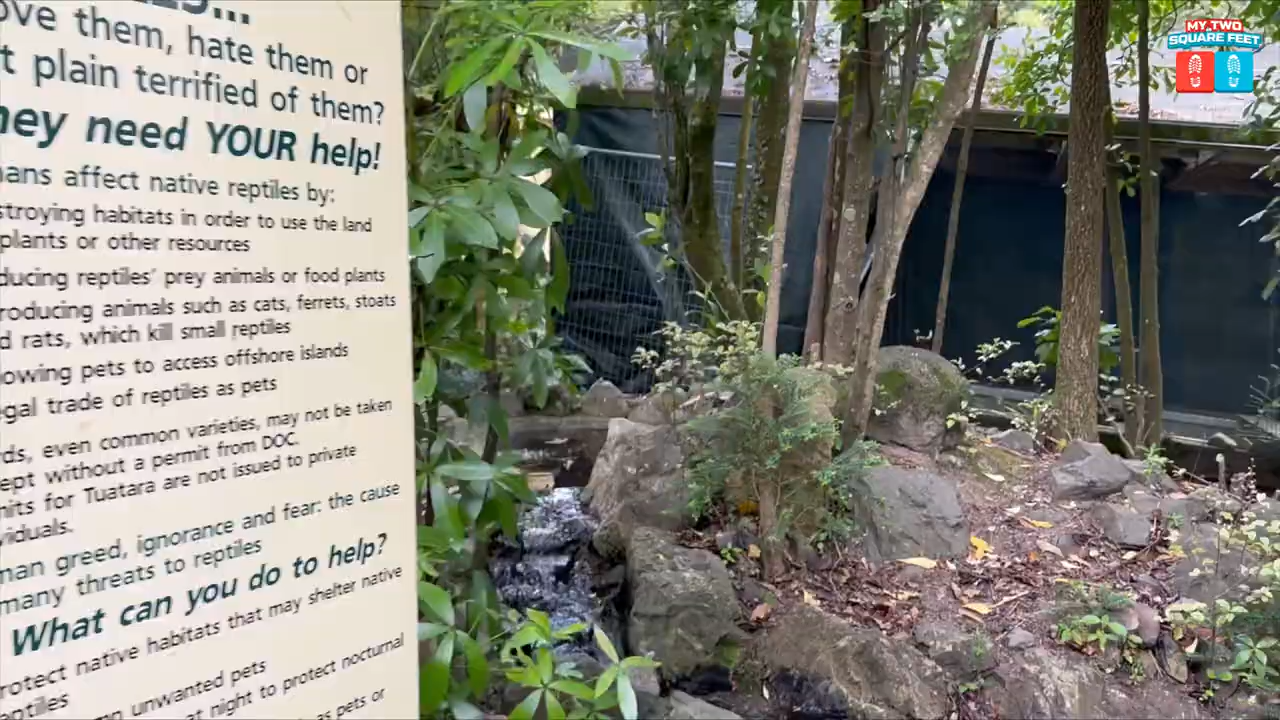 ove them, hate them or
t plain terrified of them?
hey need YOUR help!
ans affect native reptiles by:
stroying habitats in order to use the land
plants or other resources
ducing reptiles' prey animals or food plants
roducing animals such as cats, ferrets, stoats
d rats, which kill small reptiles
owing pets to access offshore islands
egal trade of reptiles as pets
ds, even common varieties, may not be taken
ept without a permit from DOC.
mits for Tuatara are not issued to private
viduals.
man greed, ignorance and fear: the cause
many threats to reptiles
What can you do to help?
rotect native habitats that may shelter native
ptiles
unwanted pets
at night to protect nocturnal
as pets or
MY TWO
SQUARE FEET